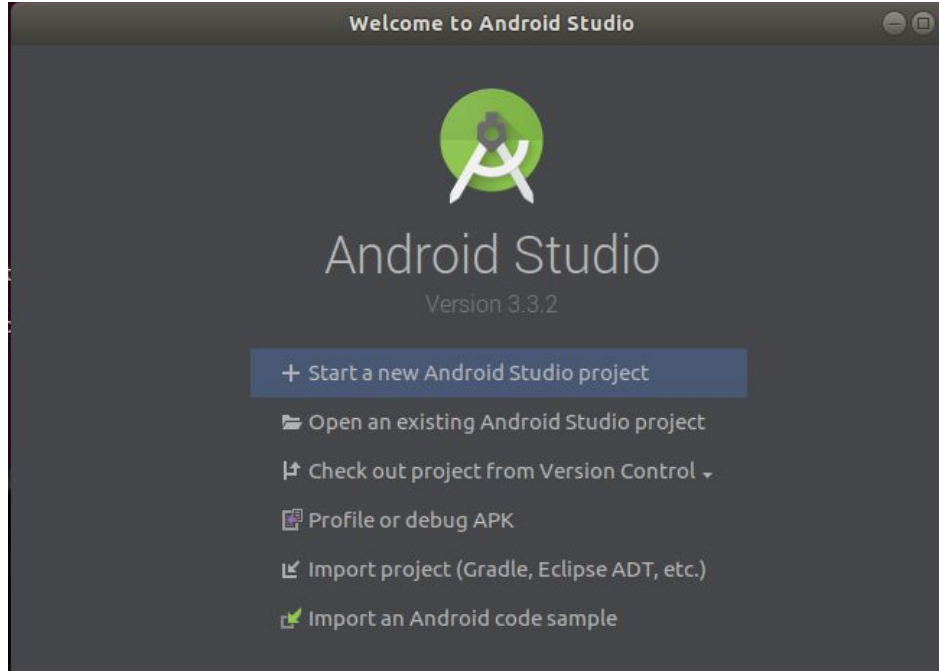 Welcome to Android Studio
Android Studio
Version 3.3.2
Start a new Android Studio project
Open an existing Android Studio project
Check out project from Version Control
Profile or debug APK
Import project (Gradle, Eclipse ADT, etc.)
Import an Android code sample